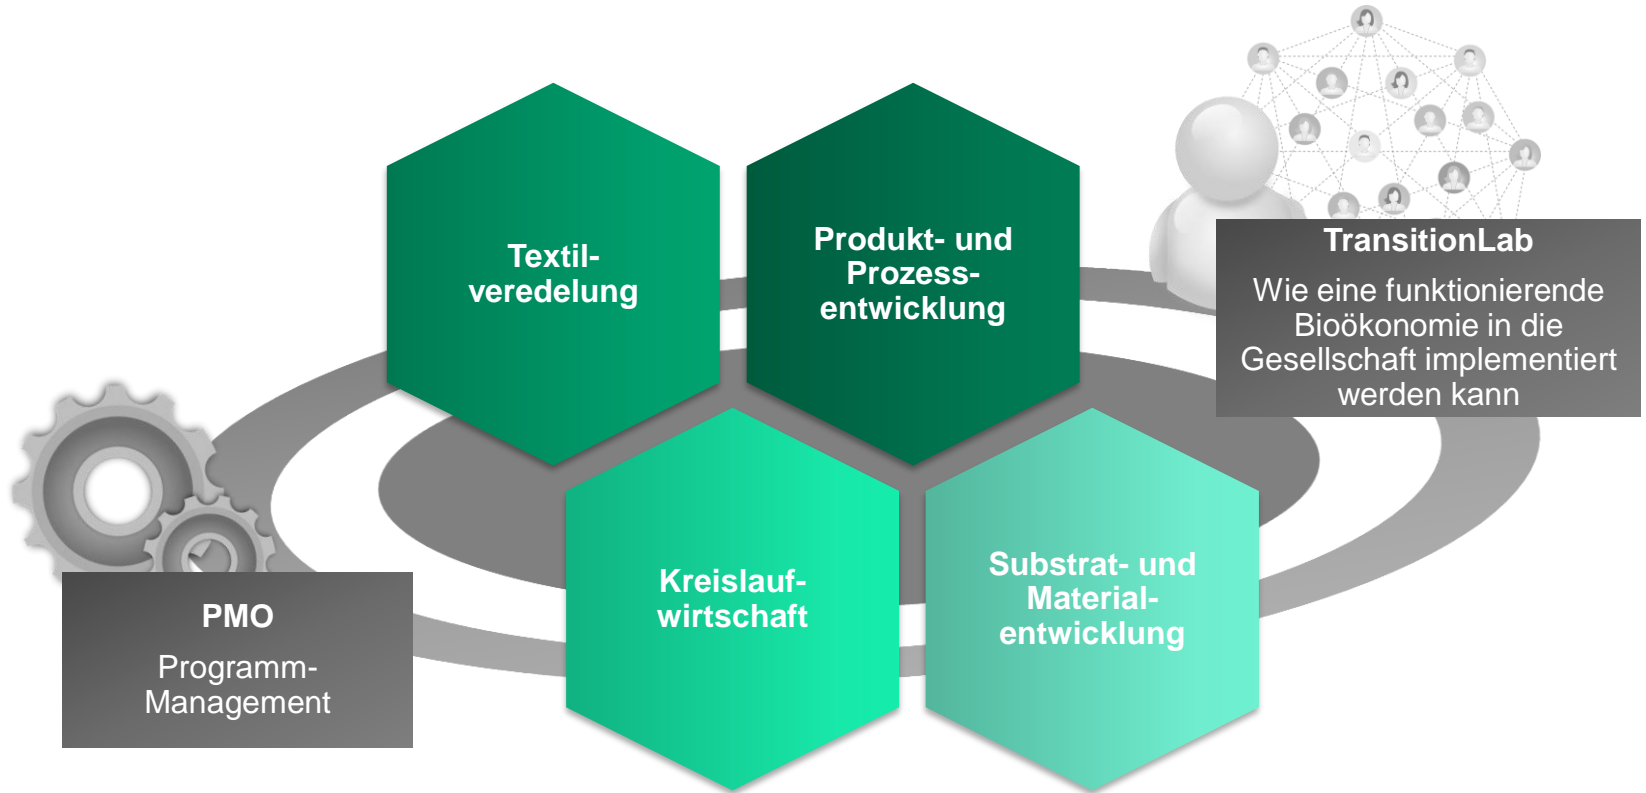 Textil-
veredelung
Produkt- und
Prozess-
entwicklung
TransitionLab
Wie eine funktionierende
Bioökonomie in die
Gesellschaft implementiert
werden kann
Kreislauf-
wirtschaft
Substrat- und
Material-
entwicklung
PMO
Programm-
Management